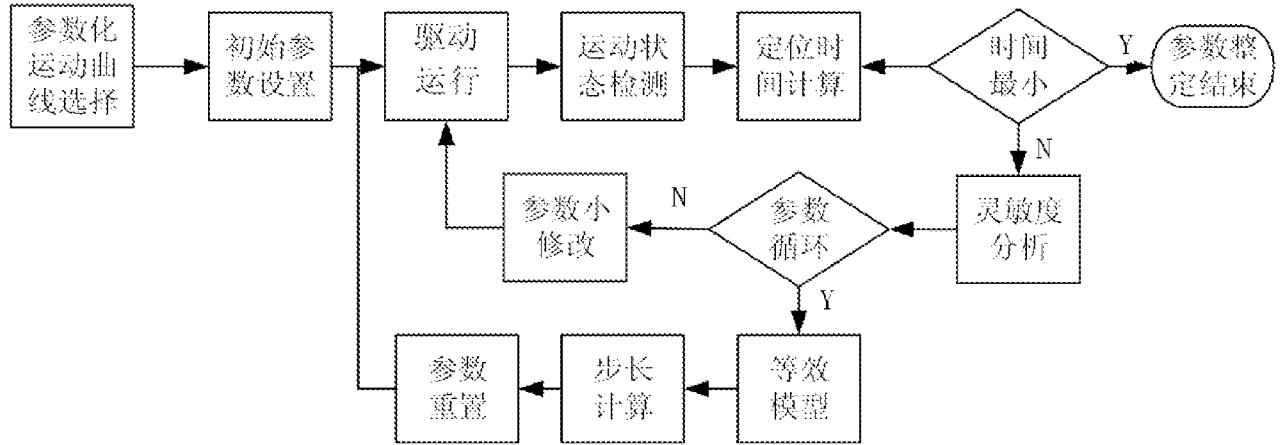 参数化
运动曲
线选择
初始参
数设置
驱动
运行
运动状
态检测
定位时
间计算
时间
最小
Y
参数整
定结束
N
参数小
修改
N
参数
循环
灵敏度
分析
Y
参数
重置
步长
计算
等效
模型